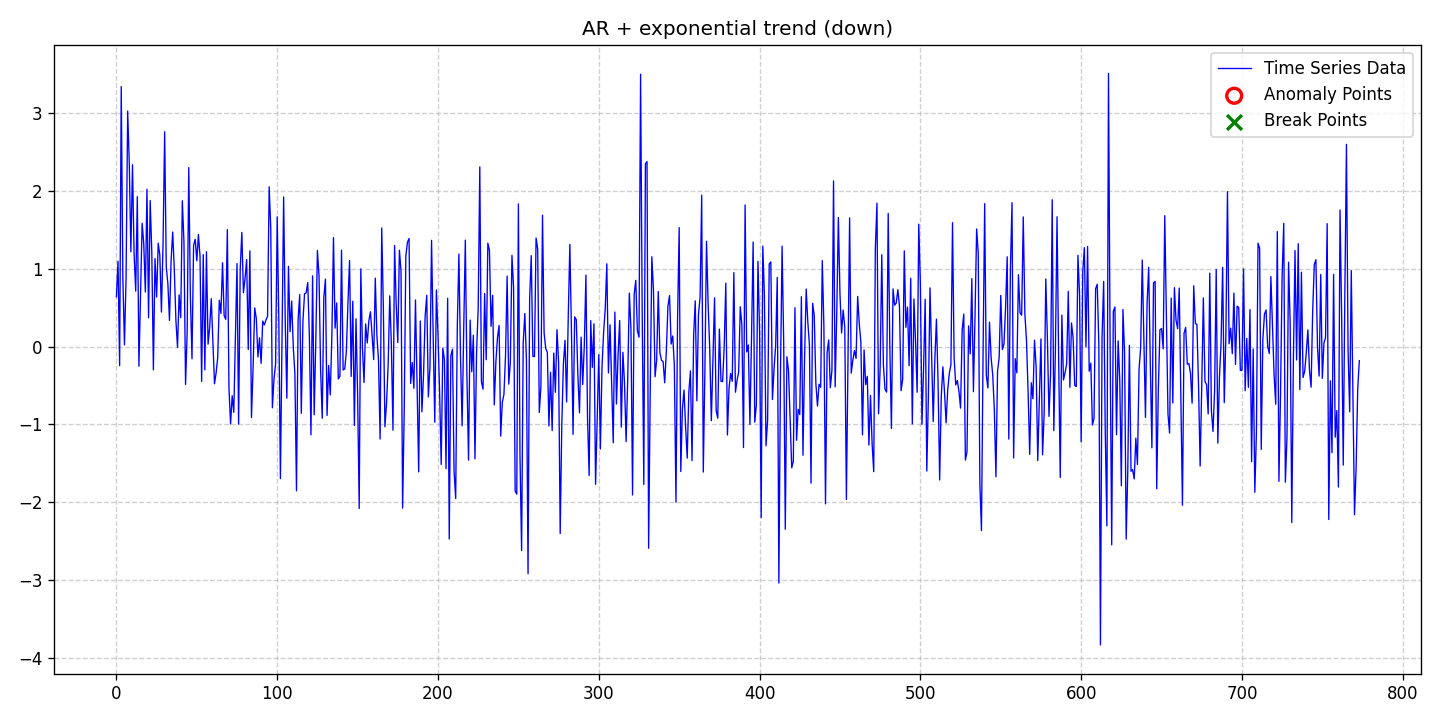 AR + exponential trend (down)
Time Series Data
Anomaly Points
Break Points
3
2
1
0
−1
−2
−3
−4
0 100 200 300 400 500 600 700 800